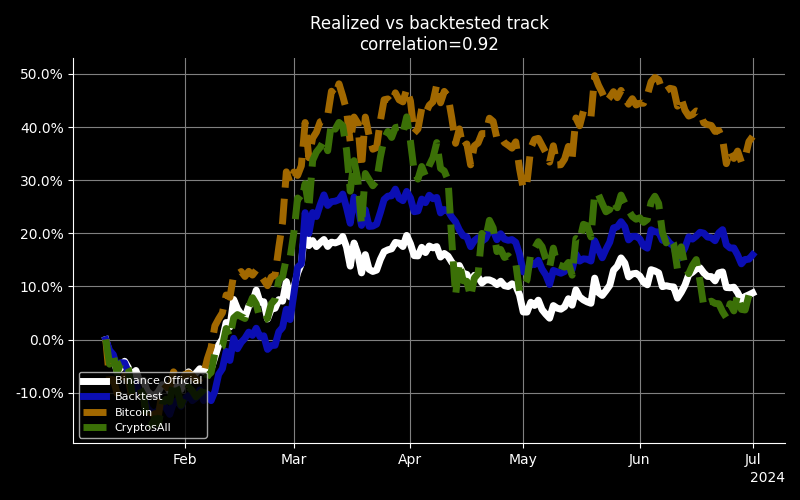 Realized vs backtested track
correlation=0.92
50.0%
40.0%
30.0%
20.0%
10.0%
0.0%
-10.0%
Binance Official
Backtest
Bitcoin
CryptosAll
Feb Mar Apr May Jun Jul
2024